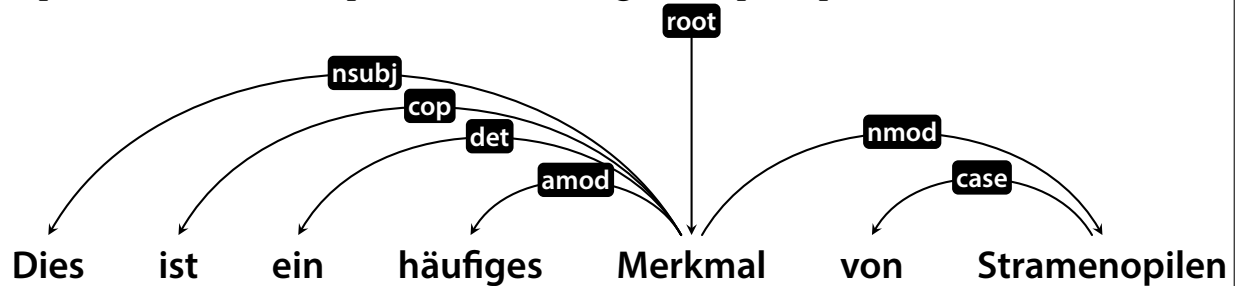 root
nsubj
cop
det
nmod
amod
case
Dies ist ein häufiges Merkmal von Stramenopilen